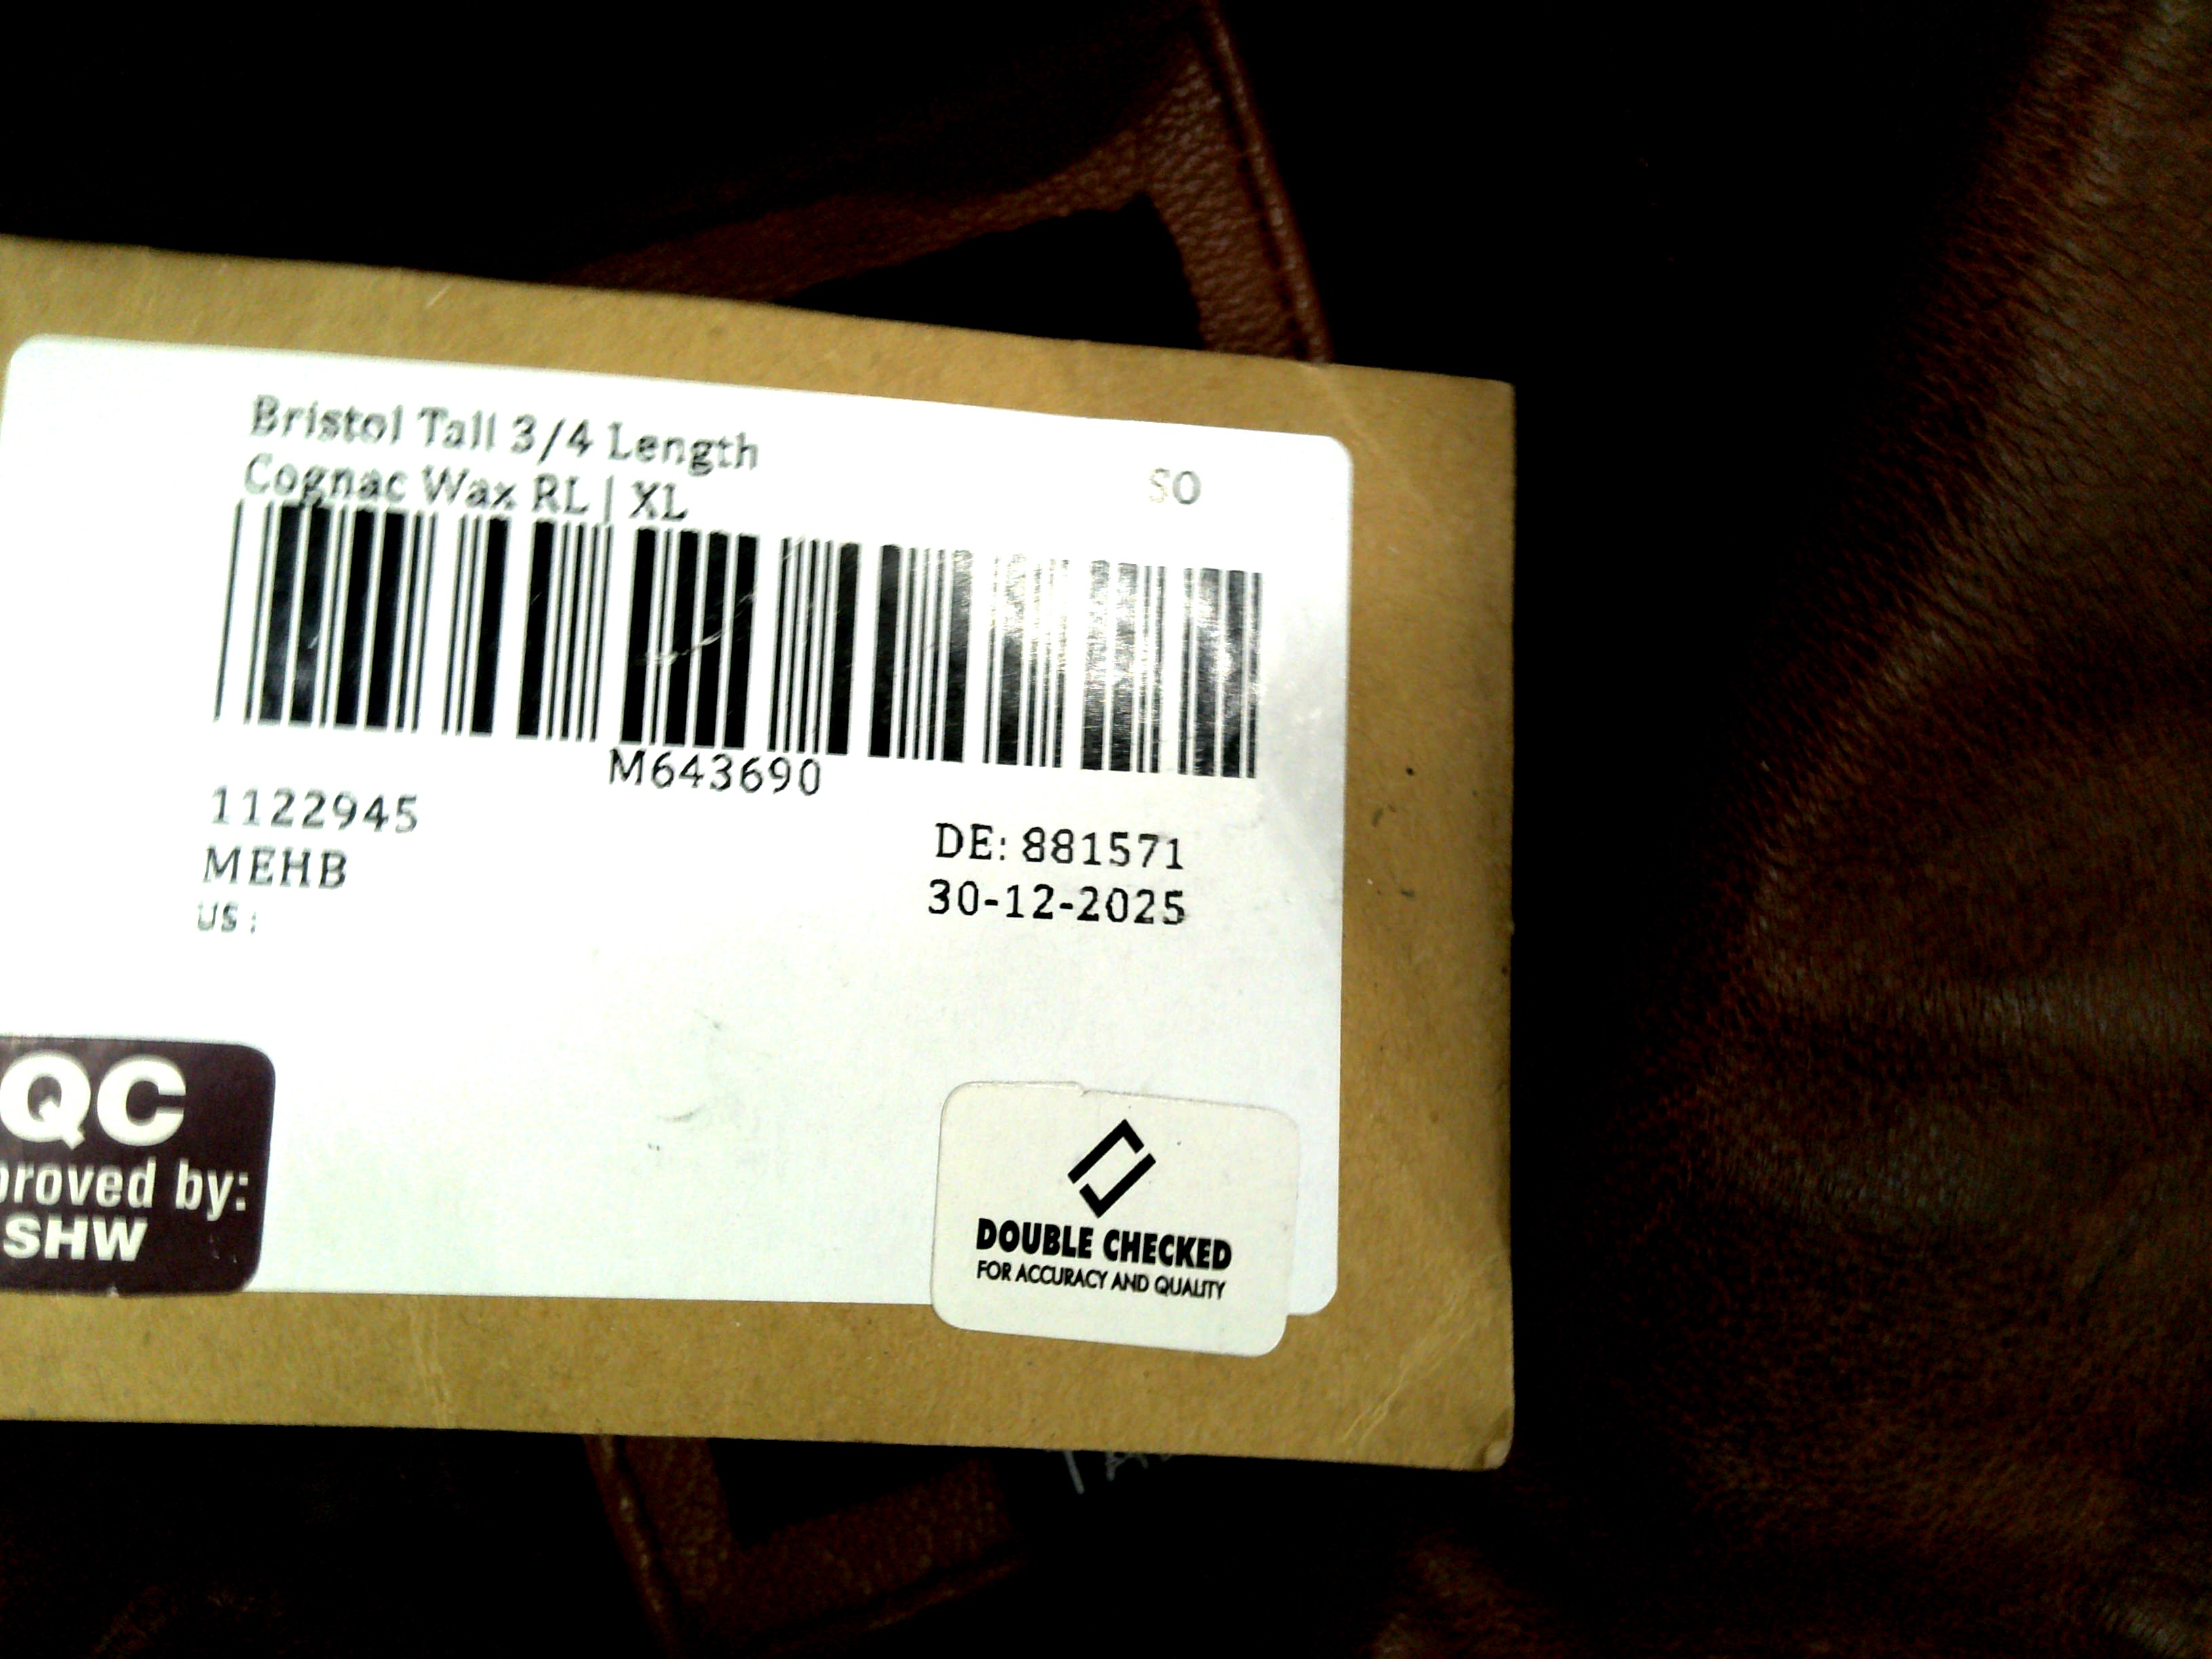 Bristol Tall 3/4 Length
Cognac Wax RL | XL
SO
M643690
1122945
MEHB
US :
DE: 881571
30-12-2025
QC
proved by:
SHW
DOUBLE CHECKED
FOR ACCURACY AND QUALITY